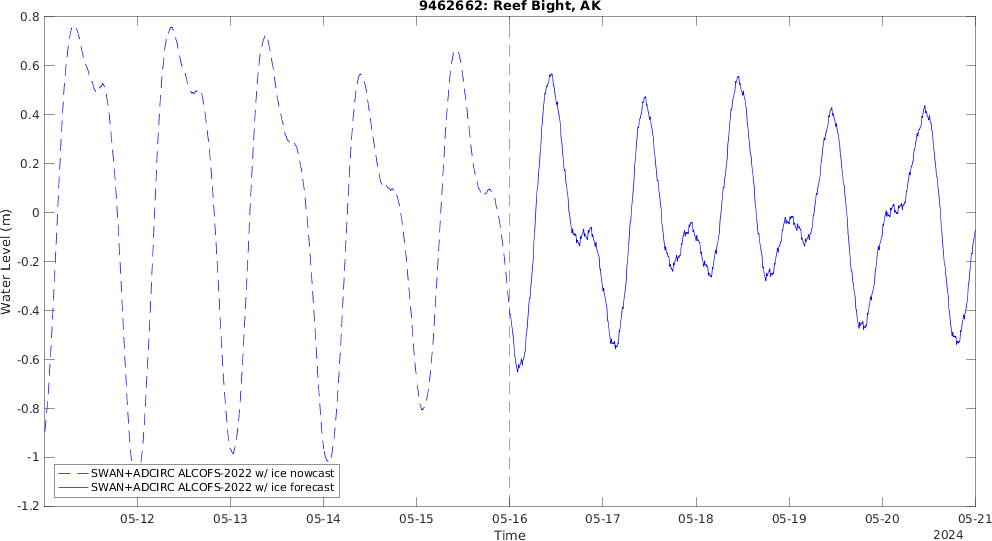 9462662: Reef Bight, AK
0.8
0.6
0.4
0.2
0
-0.2
-0.4
-0.6
-0.8
-1
-1.2
Water Level (m)
SWAN+ADCIRC ALCOFS-2022 w/ ice nowcast
SWAN+ADCIRC ALCOFS-2022 w/ ice forecast
05-12 05-13 05-14 05-15 05-16 05-17 05-18 05-19 05-20 05-21
Time
2024